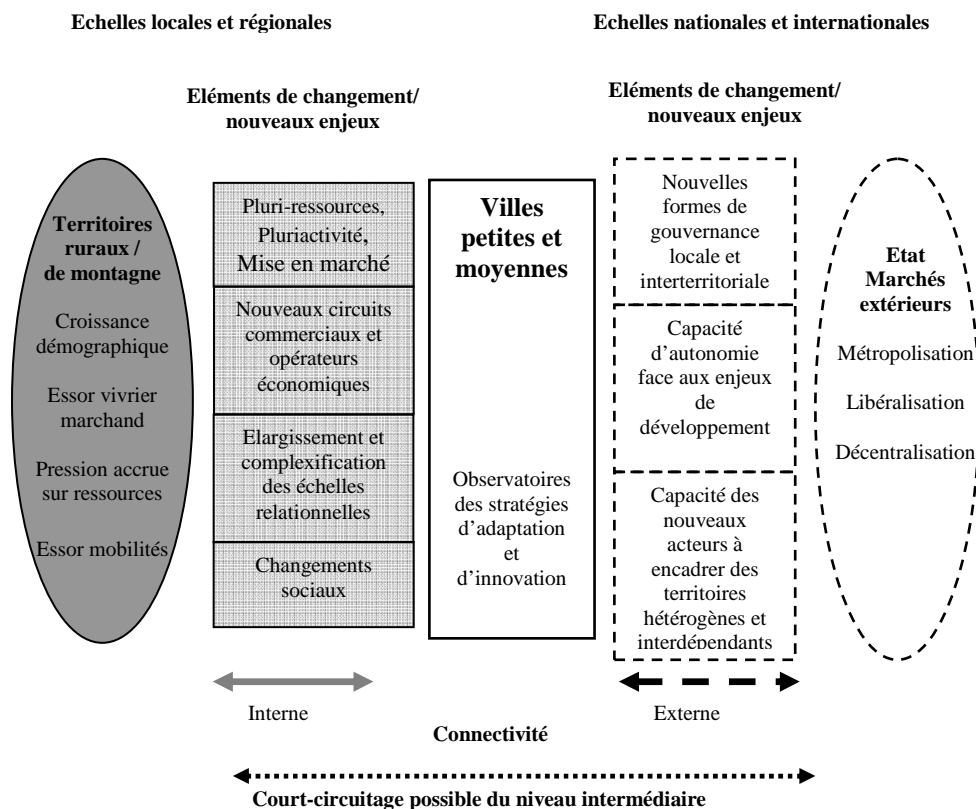 Echelles locales et régionales
Echelles nationales et internationales
Eléments de changement/
nouveaux enjeux
Eléments de changement/
nouveaux enjeux
Territoires
ruraux /
de montagne
Croissance
démographique
Essor vivrier
marchand
Pression accrue
sur ressources
Essor mobilités
Pluri-ressources,
Pluriactivité,
Mise en marché
Nouveaux circuits
commerciaux et
opérateurs
économiques
Elargissement et
complexification
des échelles
relationnelles
Changements
sociaux
Villes
petites et
moyennes
Observatoires
des stratégies
d’adaptation
et
d’innovation
Nouvelles
formes de
gouvernance
locale et
interterritoriale
Capacité
d’autonomie
face aux enjeux
de
développement
Capacité des
nouveaux
acteurs à
encadrer des
territoires
hétérogènes et
interdépendants
Etat
Marchés
extérieurs
Métropolisation
Libéralisation
Décentralisation
Interne
Externe
Connectivité
Court-circuitage possible du niveau intermédiaire